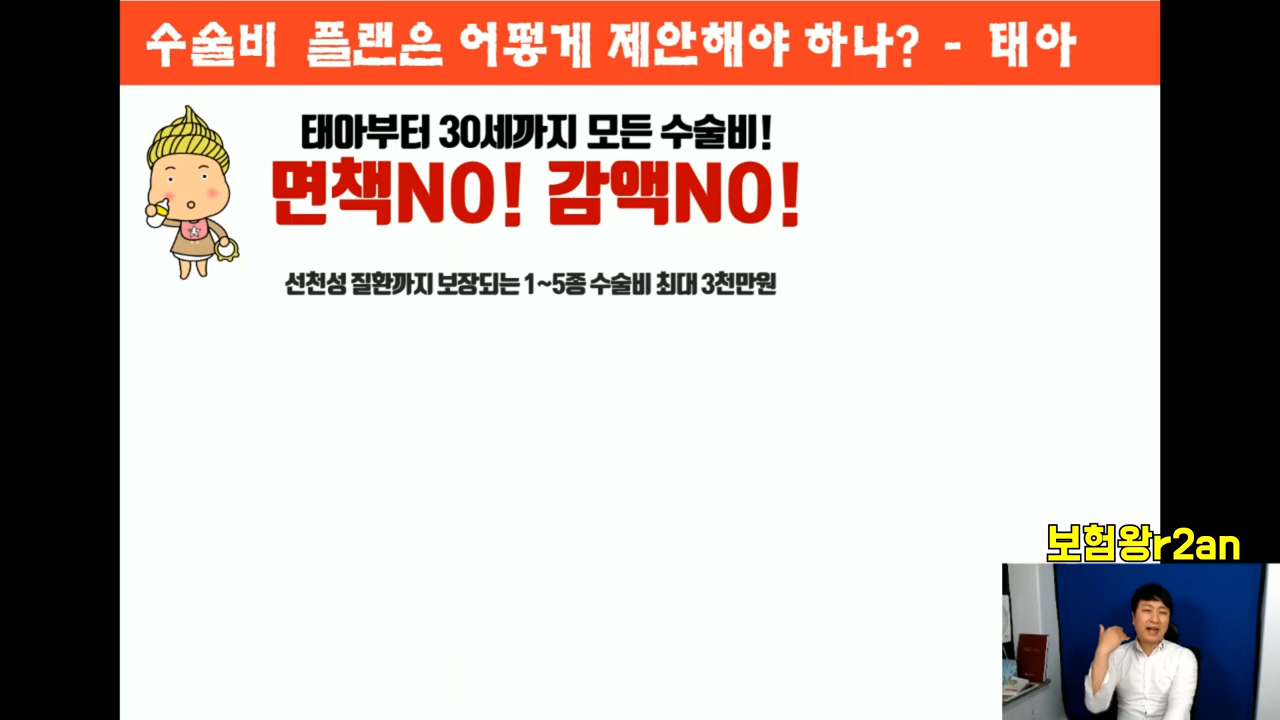 수술비 플랜은 어떻게 제안해야 하나? - 태아
태아부터 30세까지 모든 수술비!
면책NO! 감액NO!
선천성 질환까지 보장되는 1~5종 수술비 최대 3천만원
보험왕r2an